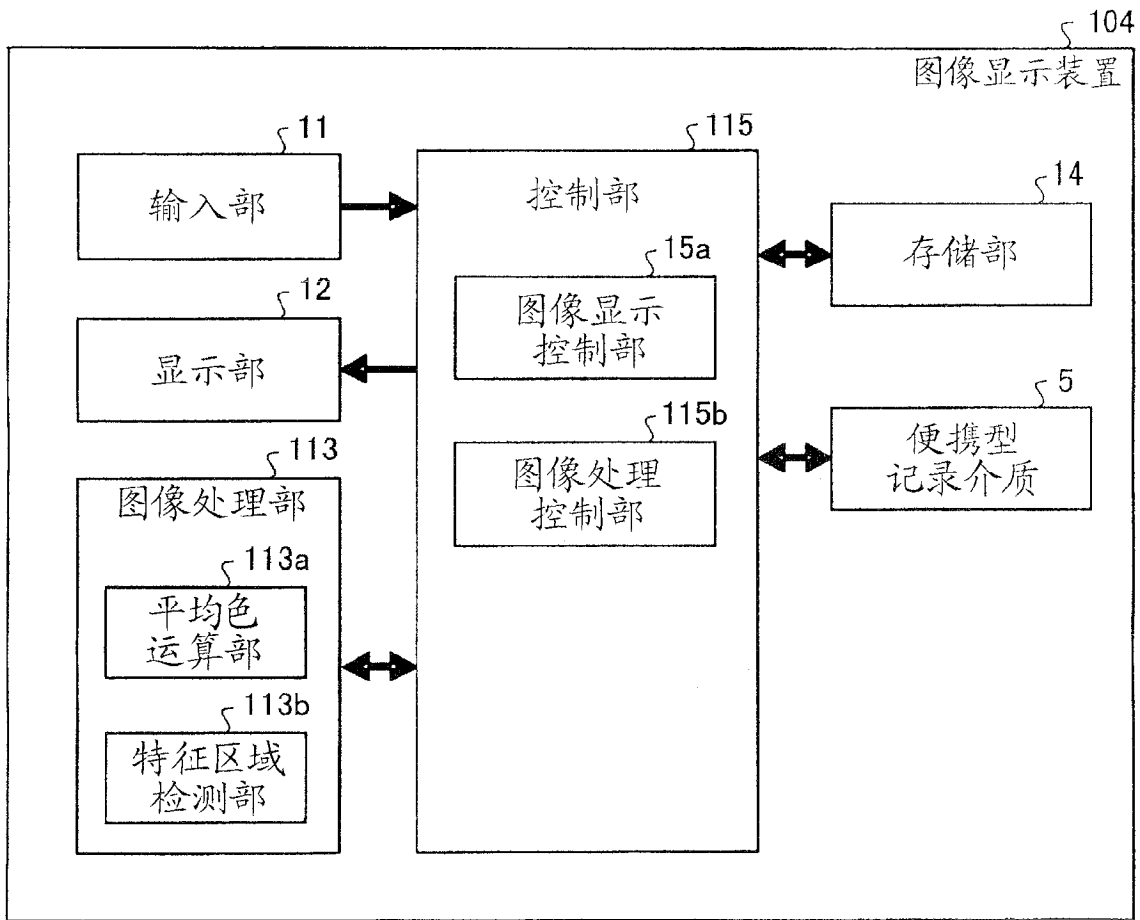 104
图像显示装置
11
输入部
12
显示部
113
图像处理部
113a
平均色
运算部
113b
特征区域
检测部
115
控制部
15a
图像显示
控制部
115b
图像处理
控制部
14
存储部
5
便携型
记录介质